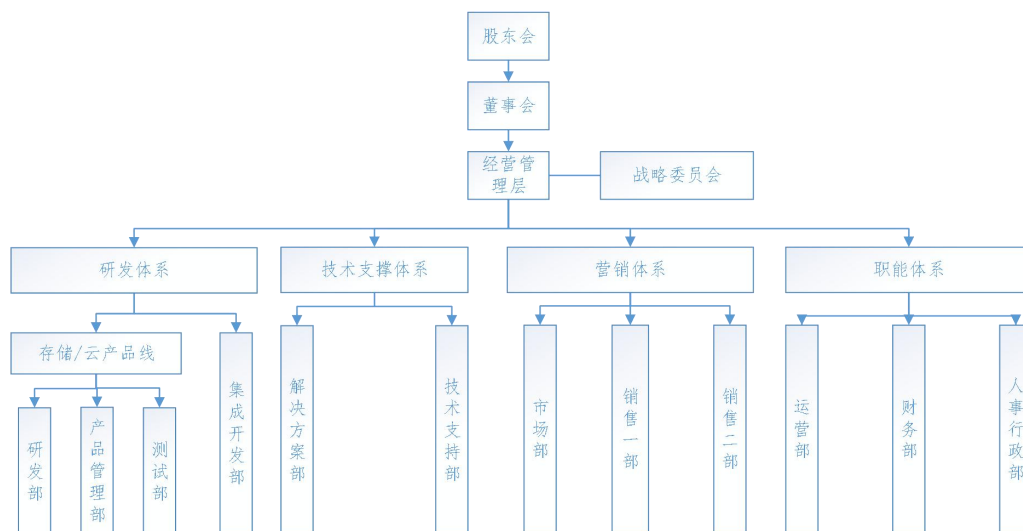 股东会
董事会
经营管
理层
战略委员会
研发体系
技术支撑体系
营销体系
职能体系
存储/云产品线
研发部
产品管理部
测试部
集成开发部
解决方案部
技术支持部
市场部
销售一部
销售二部
运营部
财务部
人事行政部